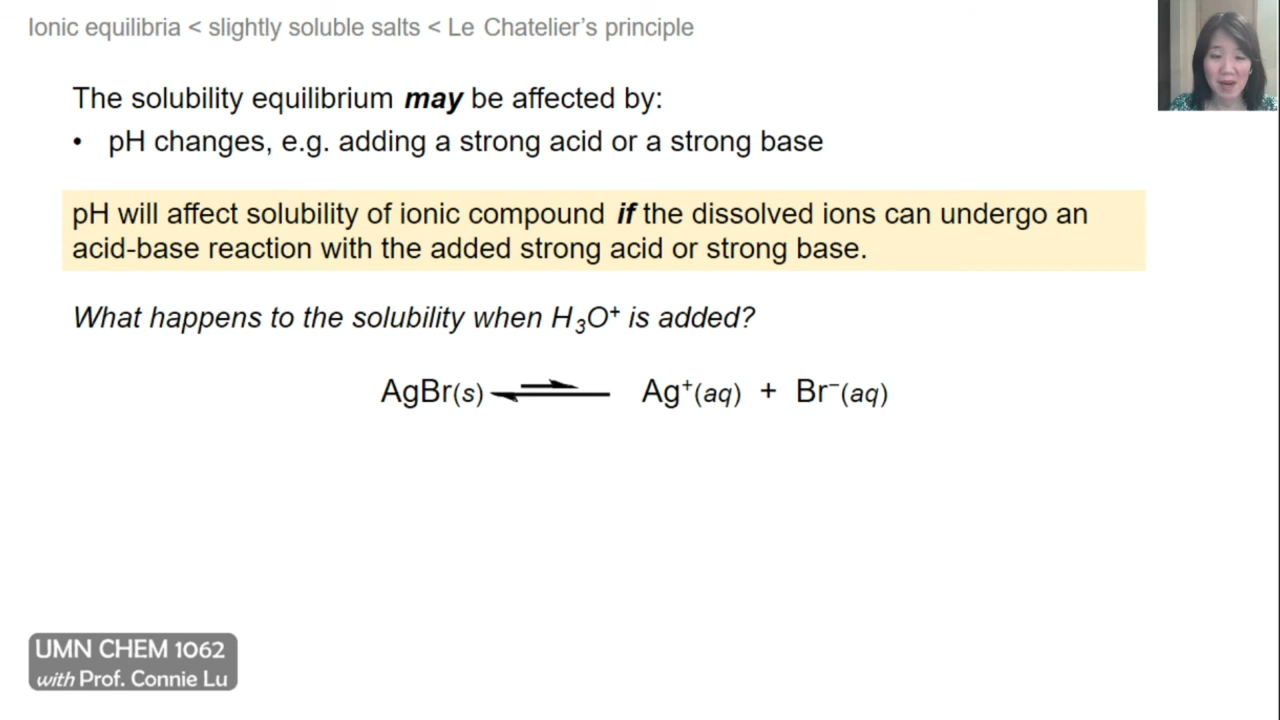 Ionic equilibria < slightly soluble salts < Le Chatelier's principle
The solubility equilibrium may be affected by:
• pH changes, e.g. adding a strong acid or a strong base
pH will affect solubility of ionic compound if the dissolved ions can undergo an
acid-base reaction with the added strong acid or strong base.
What happens to the solubility when H₃O⁺ is added?
AgBr(s) ⇌ Ag⁺(aq) + Br⁻(aq)
UMN CHEM 1062
with Prof. Connie Lu